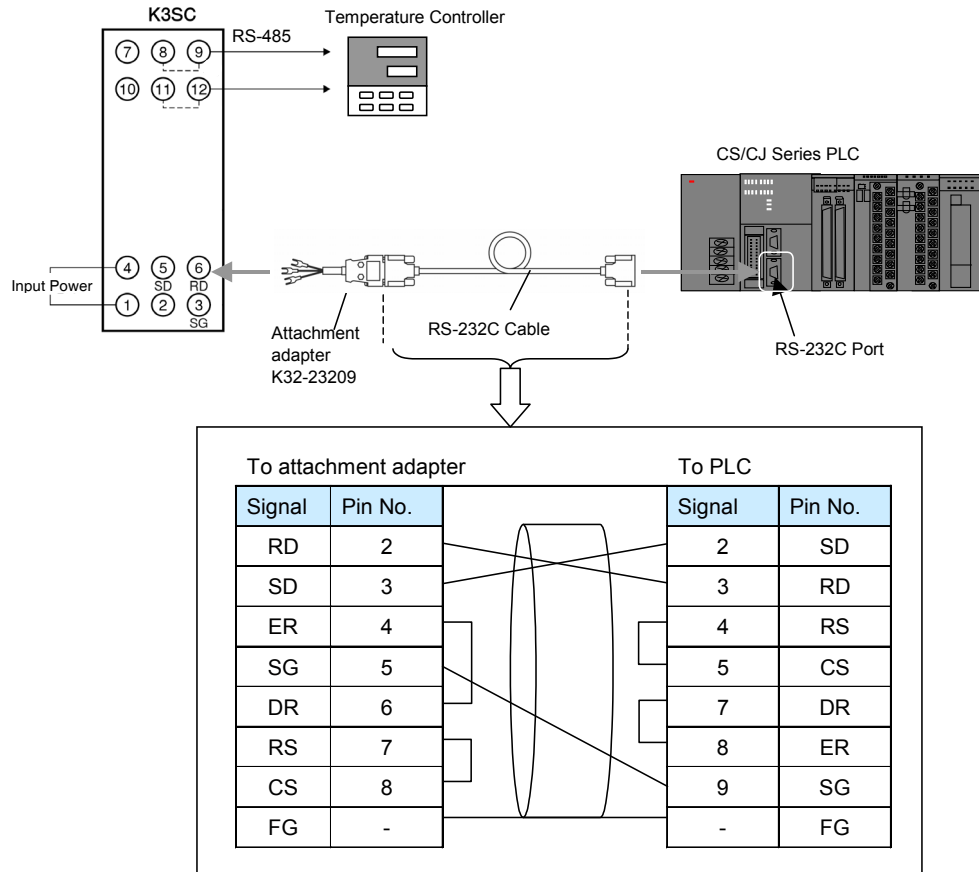 K3SC
Temperature Controller
7 8 9
RS-485
10 11 12
CS/CJ Series PLC
4 5 6
SD RD
Input Power
1 2 3
SG
Attachment
adapter
K32-23209
RS-232C Cable
RS-232C Port
To attachment adapter
To PLC
Signal Pin No. Signal Pin No.
RD 2 2 SD
SD 3 3 RD
ER 4 4 RS
SG 5 5 CS
DR 6 7 DR
RS 7 8 ER
CS 8 9 SG
FG - - FG